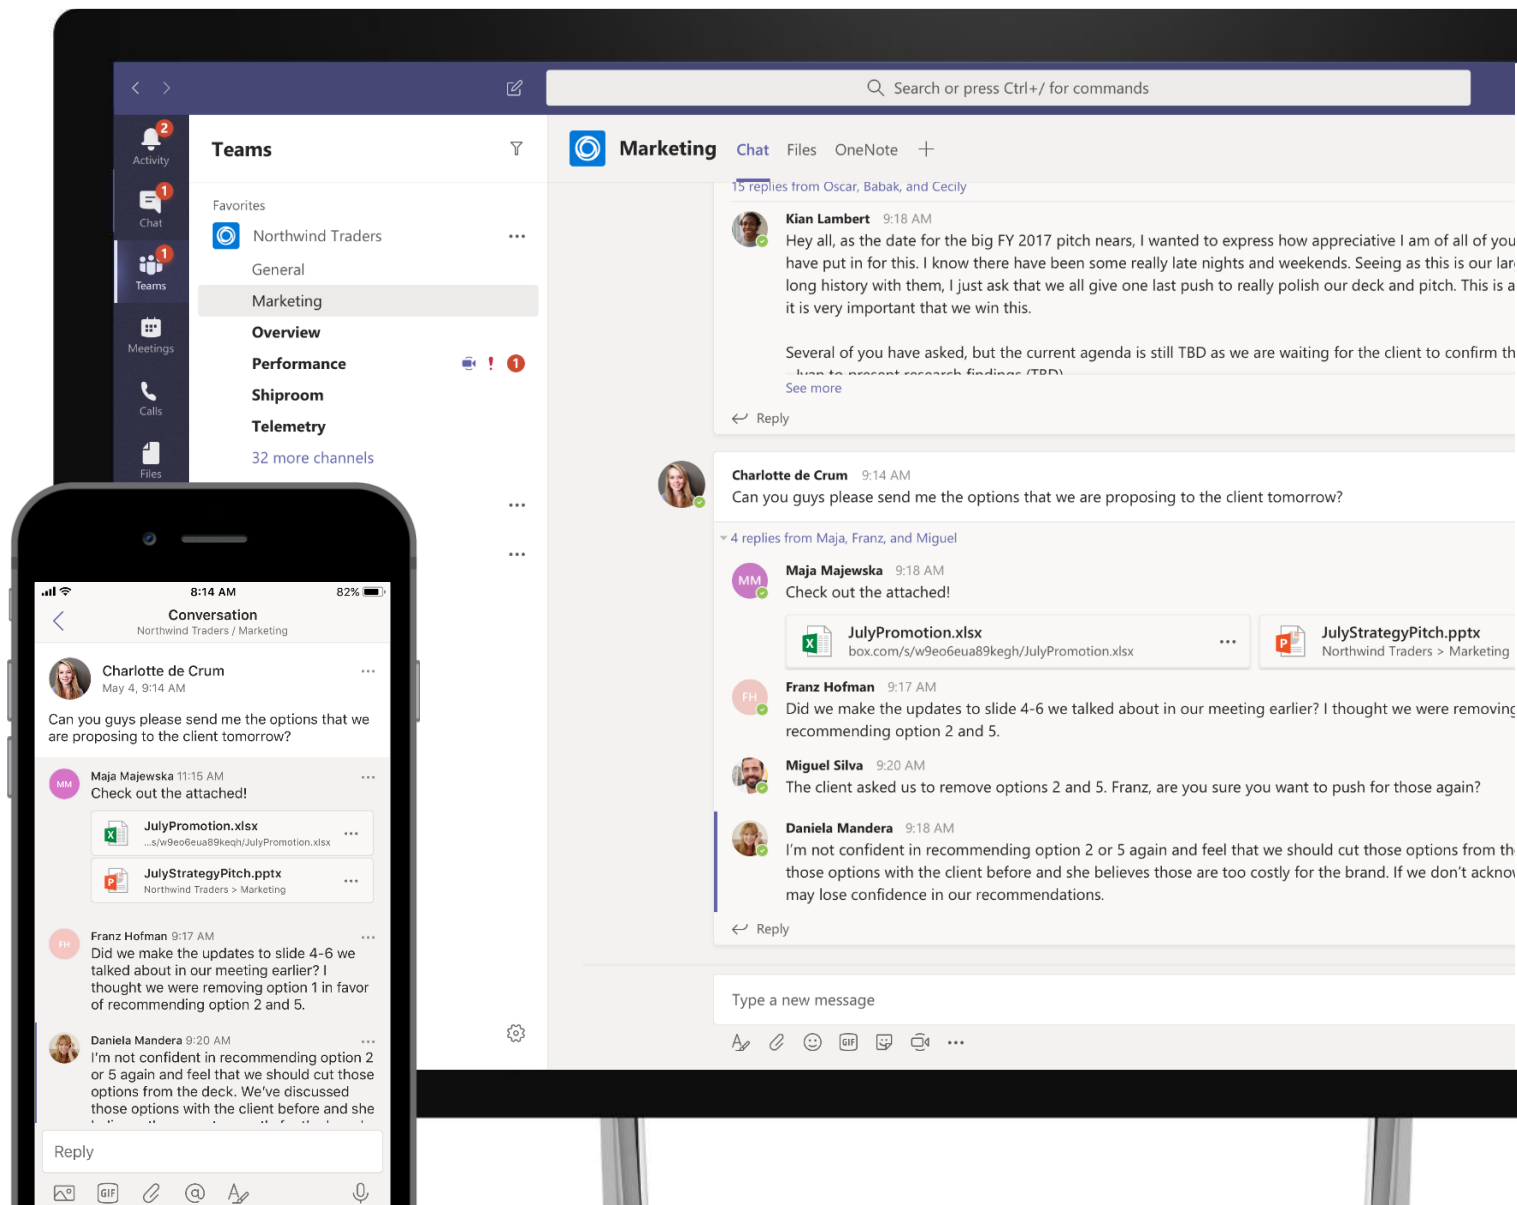 Search or press Ctrl+/ for commands
2
Activity
1
Chat
1
Teams
Meetings
Calls
Files
Teams
Favorites
Northwind Traders
General
Marketing
Overview
Performance
! 1
Shiproom
Telemetry
32 more channels
Marketing Chat Files OneNote
15 replies from Oscar, Babak, and Cecily
Kian Lambert 9:18 AM
Hey all, as the date for the big FY 2017 pitch nears, I wanted to express how appreciative I am of all of you
have put in for this. I know there have been some really late nights and weekends. Seeing as this is our lar
long history with them, I just ask that we all give one last push to really polish our deck and pitch. This is a
it is very important that we win this.
Several of you have asked, but the current agenda is still TBD as we are waiting for the client to confirm th
- Ivan to present research findings (TBD)
See more
Reply
Charlotte de Crum 9:14 AM
Can you guys please send me the options that we are proposing to the client tomorrow?
4 replies from Maja, Franz, and Miguel
MM
Maja Majewska 9:18 AM
Check out the attached!
JulyPromotion.xlsx
box.com/s/w9eo6eua89kegh/JulyPromotion.xlsx
JulyStrategyPitch.pptx
Northwind Traders > Marketing
FH
Franz Hofman 9:17 AM
Did we make the updates to slide 4-6 we talked about in our meeting earlier? I thought we were removing
recommending option 2 and 5.
Miguel Silva 9:20 AM
The client asked us to remove options 2 and 5. Franz, are you sure you want to push for those again?
Daniela Mandera 9:18 AM
I'm not confident in recommending option 2 or 5 again and feel that we should cut those options from the
those options with the client before and she believes those are too costly for the brand. If we don't acknow
may lose confidence in our recommendations.
Reply
Type a new message
GIF
8:14 AM
82%
Conversation
Northwind Traders / Marketing
Charlotte de Crum
May 4, 9:14 AM
Can you guys please send me the options that we
are proposing to the client tomorrow?
MM
Maja Majewska 11:15 AM
Check out the attached!
JulyPromotion.xlsx
...s/w9eo6eua89keqh/JulyPromotion.xlsx
JulyStrategyPitch.pptx
Northwind Traders > Marketing
FH
Franz Hofman 9:17 AM
Did we make the updates to slide 4-6 we
talked about in our meeting earlier? I
thought we were removing option 1 in favor
of recommending option 2 and 5.
Daniela Mandera 9:20 AM
I'm not confident in recommending option 2
or 5 again and feel that we should cut those
options from the deck. We've discussed
those options with the client before and she
Reply
GIF